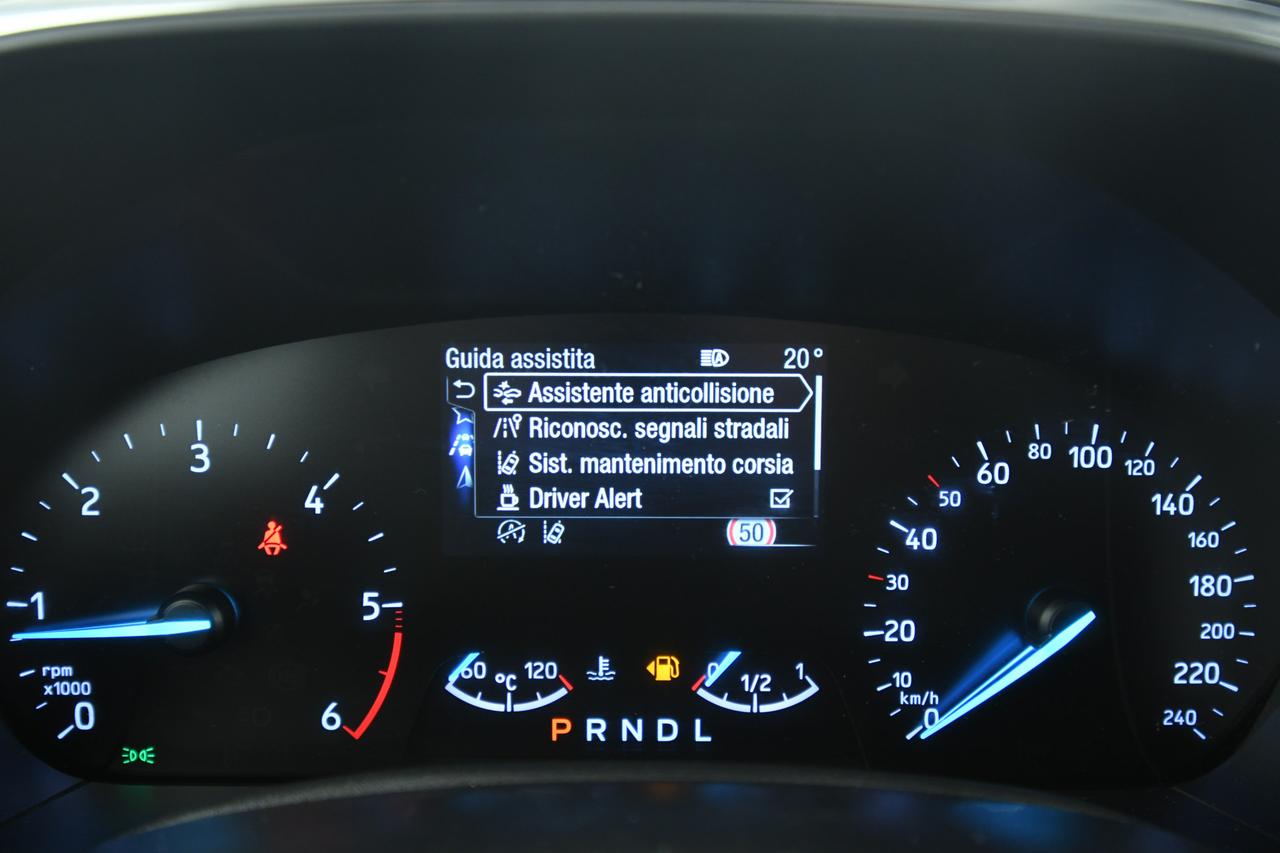 Guida assistita 20°
Assistente anticollisione
Riconosc. segnali stradali
Sist. mantenimento corsia
Driver Alert
50
0
1
2
3
4
5
6
rpm
x1000
60 °C 120
0 1/2 1
P R N D L
0
10
20
30
40
50
60
80
100
120
140
160
180
200
220
240
km/h